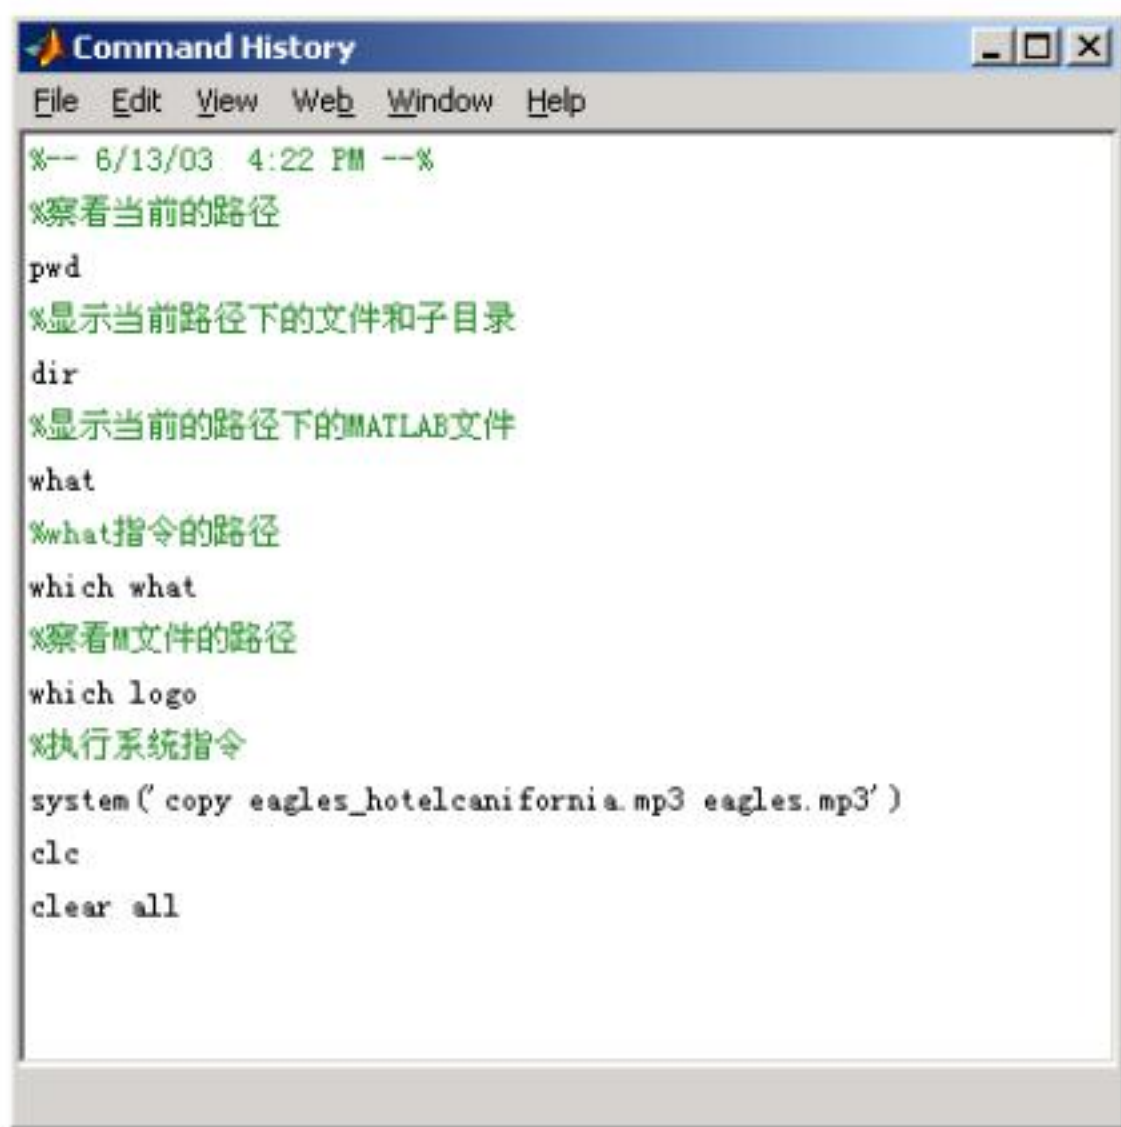 Command History
File Edit View Web Window Help
%-- 6/13/03 4:22 PM --%
%察看当前的路径
pwd
%显示当前路径下的文件和子目录
dir
%显示当前的路径下的MATLAB文件
what
%what指令的路径
which what
%察看M文件的路径
which logo
%执行系统指令
system('copy eagles_hotelcanifornia.mp3 eagles.mp3')
clc
clear all